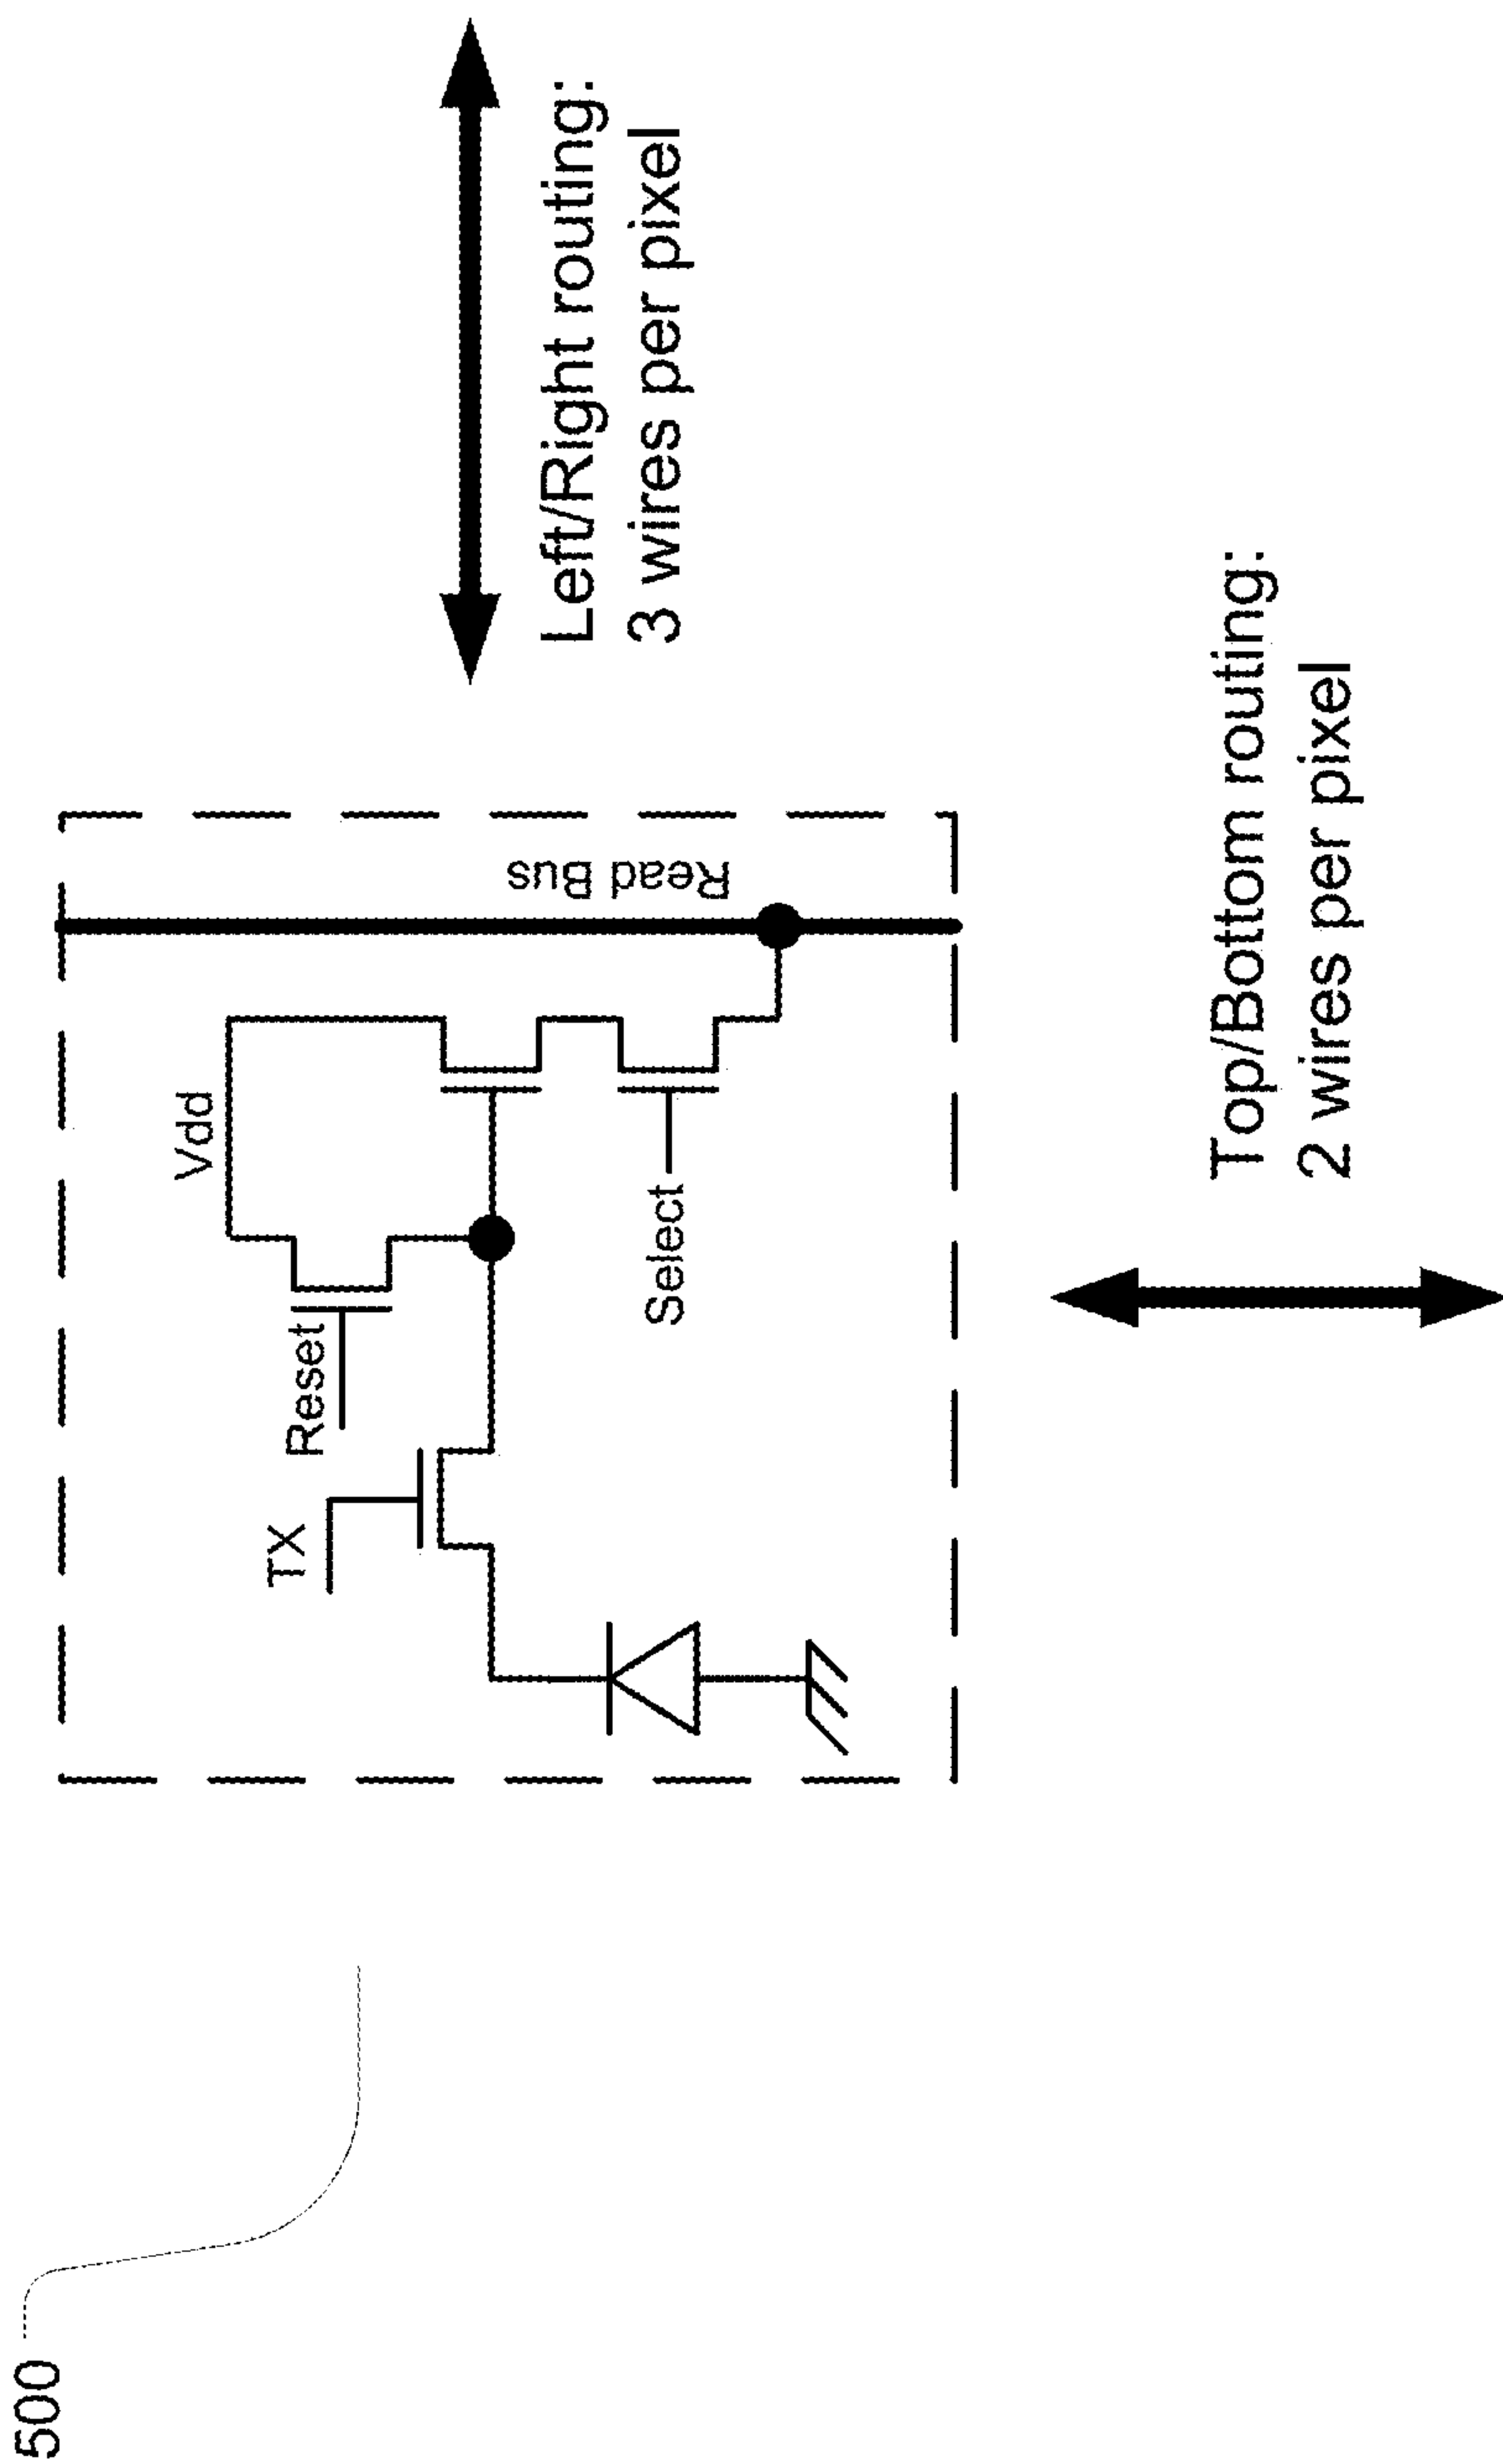 500
TX
Reset
Vdd
Select
Read Bus
Left/Right routing:
3 wires per pixel
Top/Bottom routing:
2 wires per pixel